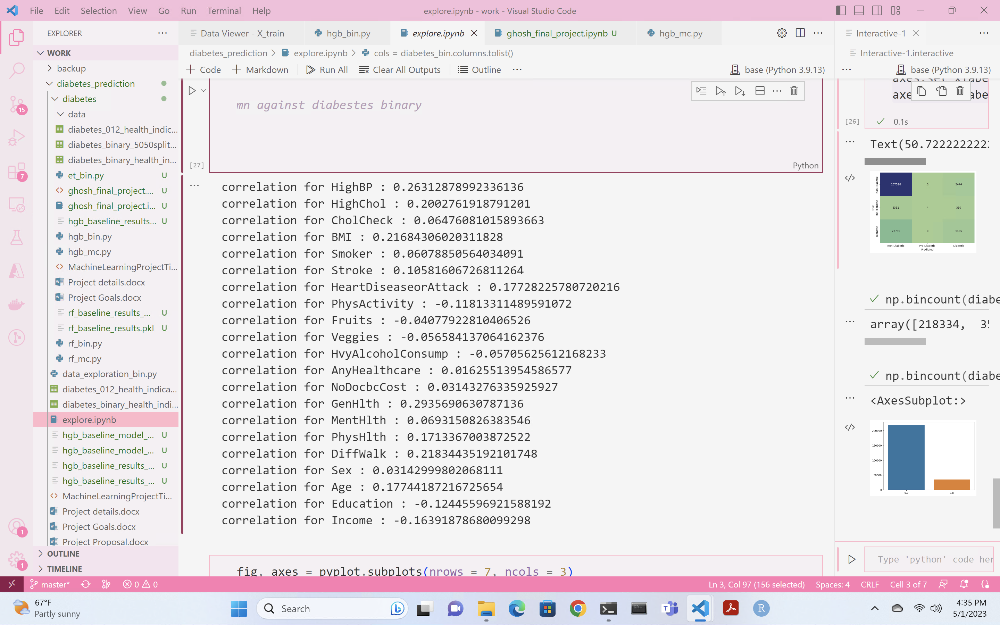 File Edit Selection View Go Run Terminal Help
explore.ipynb - work - Visual Studio Code
EXPLORER
WORK
backup
diabetes_prediction
diabetes
data
diabetes_012_health_indic...
diabetes_binary_5050split...
diabetes_binary_health_in...
et_bin.py U
ghosh_final_project.... U
ghosh_final_project.i... U
hgb_baseline_results... U
hgb_bin.py
hgb_mc.py
MachineLearningProjectTi...
Project details.docx
Project Goals.docx
rf_baseline_results_... U
rf_baseline_results.pkl U
rf_bin.py
rf_mc.py
data_exploration_bin.py
diabetes_012_health_indica...
diabetes_binary_health_indi...
explore.ipynb
hgb_baseline_model_... U
hgb_baseline_model_... U
hgb_baseline_results_... U
hgb_baseline_results_... U
MachineLearningProjectTi...
Project details.docx
Project Goals.docx
Project Proposal.docx
OUTLINE
TIMELINE
15
7
1
1
Data Viewer - X_train hgb_bin.py explore.ipynb ghosh_final_project.ipynb U hgb_mc.py
diabetes_prediction > explore.ipynb > cols = diabetes_bin.columns.tolist()
Code Markdown Run All Clear All Outputs Outline ... base (Python 3.9.13)
mn against diabestes binary
[27]
Python
correlation for HighBP : 0.26312878992336136
correlation for HighChol : 0.2002761918791201
correlation for CholCheck : 0.06476081015893663
correlation for BMI : 0.21684306020311828
correlation for Smoker : 0.06078850564034091
correlation for Stroke : 0.10581606726811264
correlation for HeartDiseaseorAttack : 0.17728225780720216
correlation for PhysActivity : -0.11813311489591072
correlation for Fruits : -0.04077922810406526
correlation for Veggies : -0.056584137064162376
correlation for HvyAlcoholConsump : -0.05705625612168233
correlation for AnyHealthcare : 0.01625513954586577
correlation for NoDocbcCost : 0.03143276335925927
correlation for GenHlth : 0.2935690630787136
correlation for MentHlth : 0.0693150826383546
correlation for PhysHlth : 0.1713367003872522
correlation for DiffWalk : 0.21834435192101748
correlation for Sex : 0.03142999802068111
correlation for Age : 0.17744187216725654
correlation for Education : -0.12445596921588192
correlation for Income : -0.16391878680099298
fig, axes = pyplot.subplots(nrows = 7, ncols = 3)
Interactive-1
Interactive-1.interactive
base (Python 3.9.13)
[26] 0.1s
Text(50.722222222
True
Non-Diabetic 167518 0 3444
Pre-Diabetic 3351 4 350
Diabetic 22792 0 5485
Non-Diabetic Pre-Diabetic Diabetic
Predicted
np.bincount(diabe
array([218334, 35
np.bincount(diabe
<AxesSubplot:>
200000
150000
100000
50000
0
0.0 1.0
Type 'python' code her
master* 0 0
Ln 3, Col 97 (156 selected) Spaces: 4 CRLF Cell 3 of 7
67°F
Partly sunny
Search
4:35 PM
5/1/2023